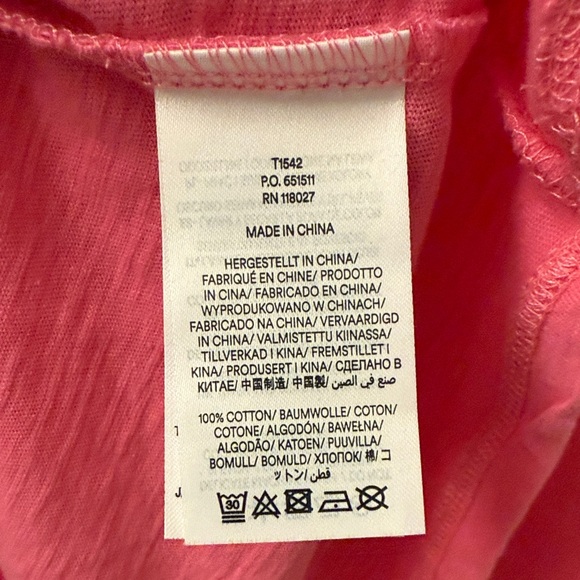 T1542
P.O. 651511
RN 118027
MADE IN CHINA
HERGESTELLT IN CHINA/
FABRIQUÉ EN CHINE/ PRODOTTO
IN CINA/ FABRICADO EN CHINA/
WYPRODUKOWANO W CHINACH/
FABRICADO NA CHINA/ VERVAARDIGD
IN CHINA/ VALMISTETTU KIINASSA/
TILLVERKAD I KINA/ FREMSTILLET I
KINA/ PRODUSERT I KINA/ СДЕЛАНО В
КИТАЕ/ 中国制造/ 中国製/ صنع في الصين/
100% COTTON/ BAUMWOLLE/ COTON/
COTONE/ ALGODÓN/ BAWEŁNA/
ALGODÃO/ KATOEN/ PUUVILLA/
BOMULL/ BOMULD/ ХЛОПОК/ 棉/ コ
ットン/ قطن/
30